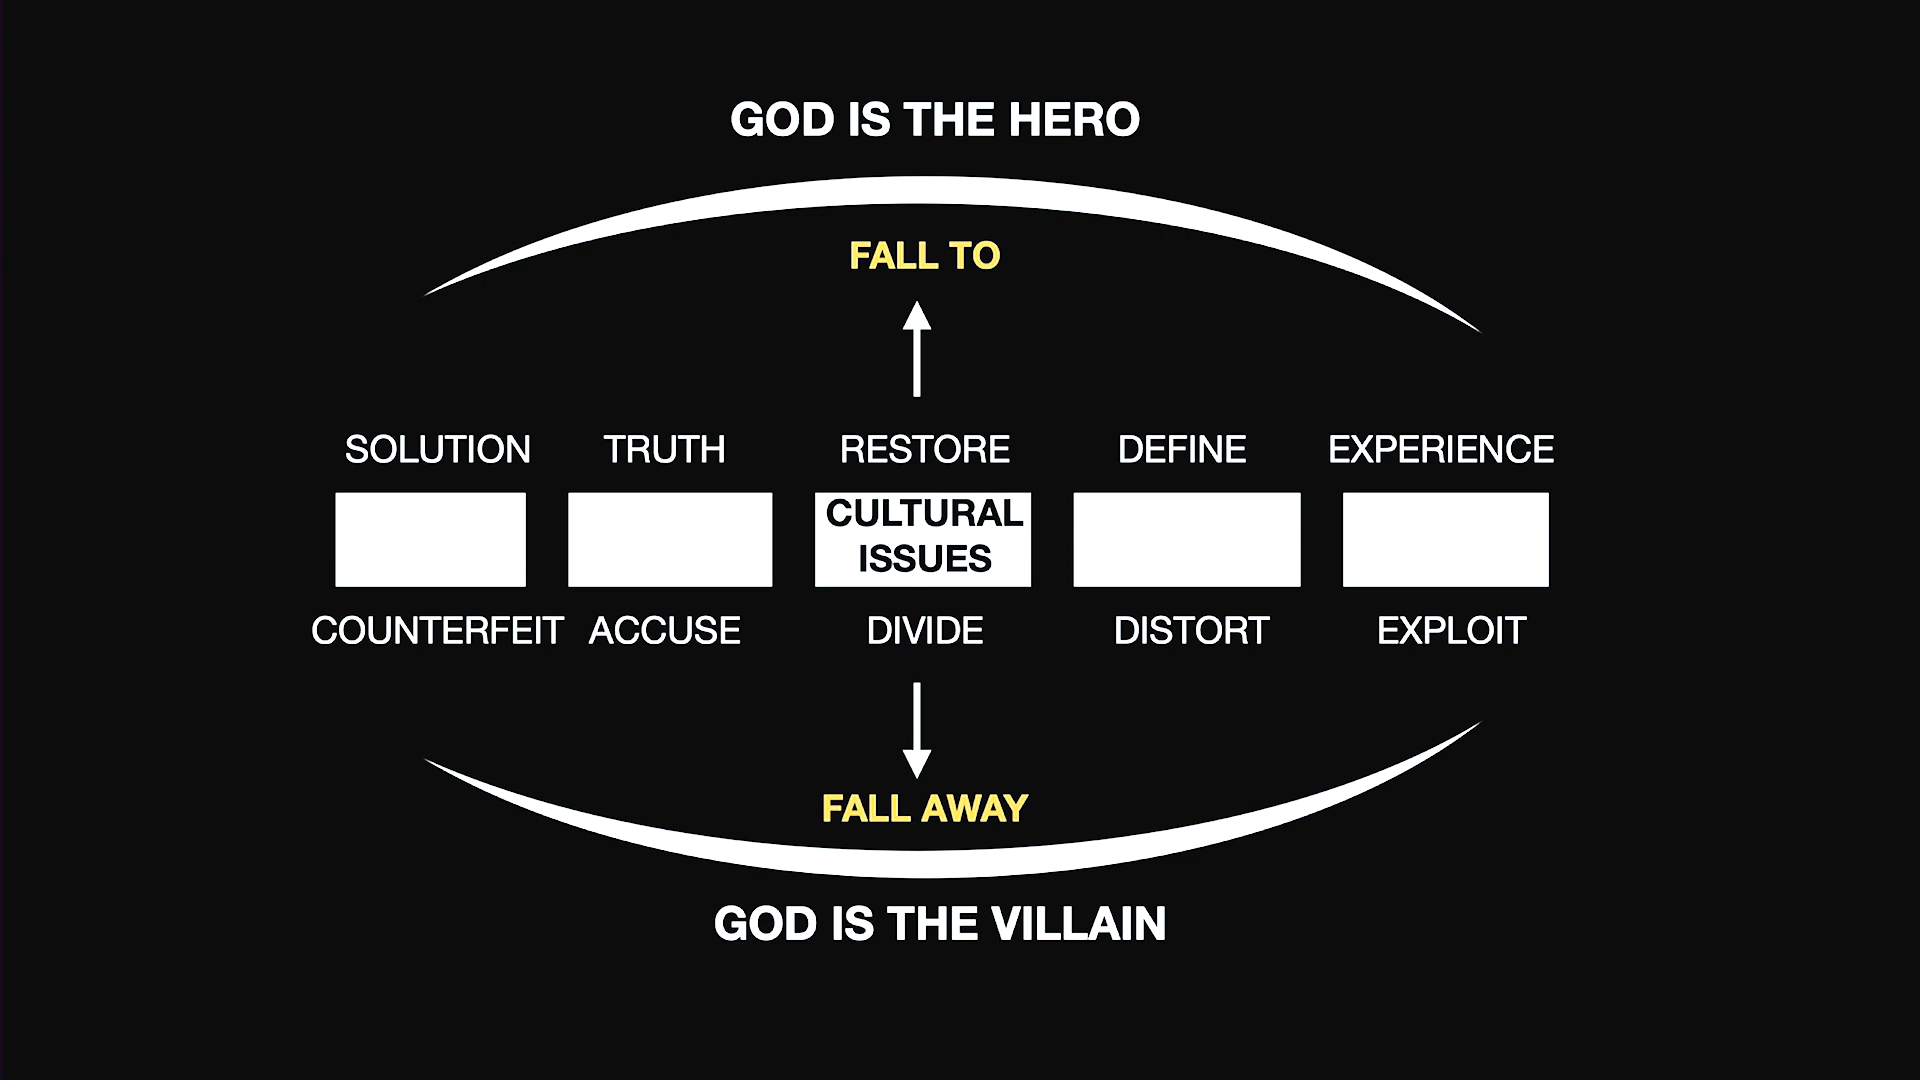 GOD IS THE HERO
FALL TO
SOLUTION TRUTH RESTORE DEFINE EXPERIENCE
CULTURAL
ISSUES
COUNTERFEIT ACCUSE DIVIDE DISTORT EXPLOIT
FALL AWAY
GOD IS THE VILLAIN